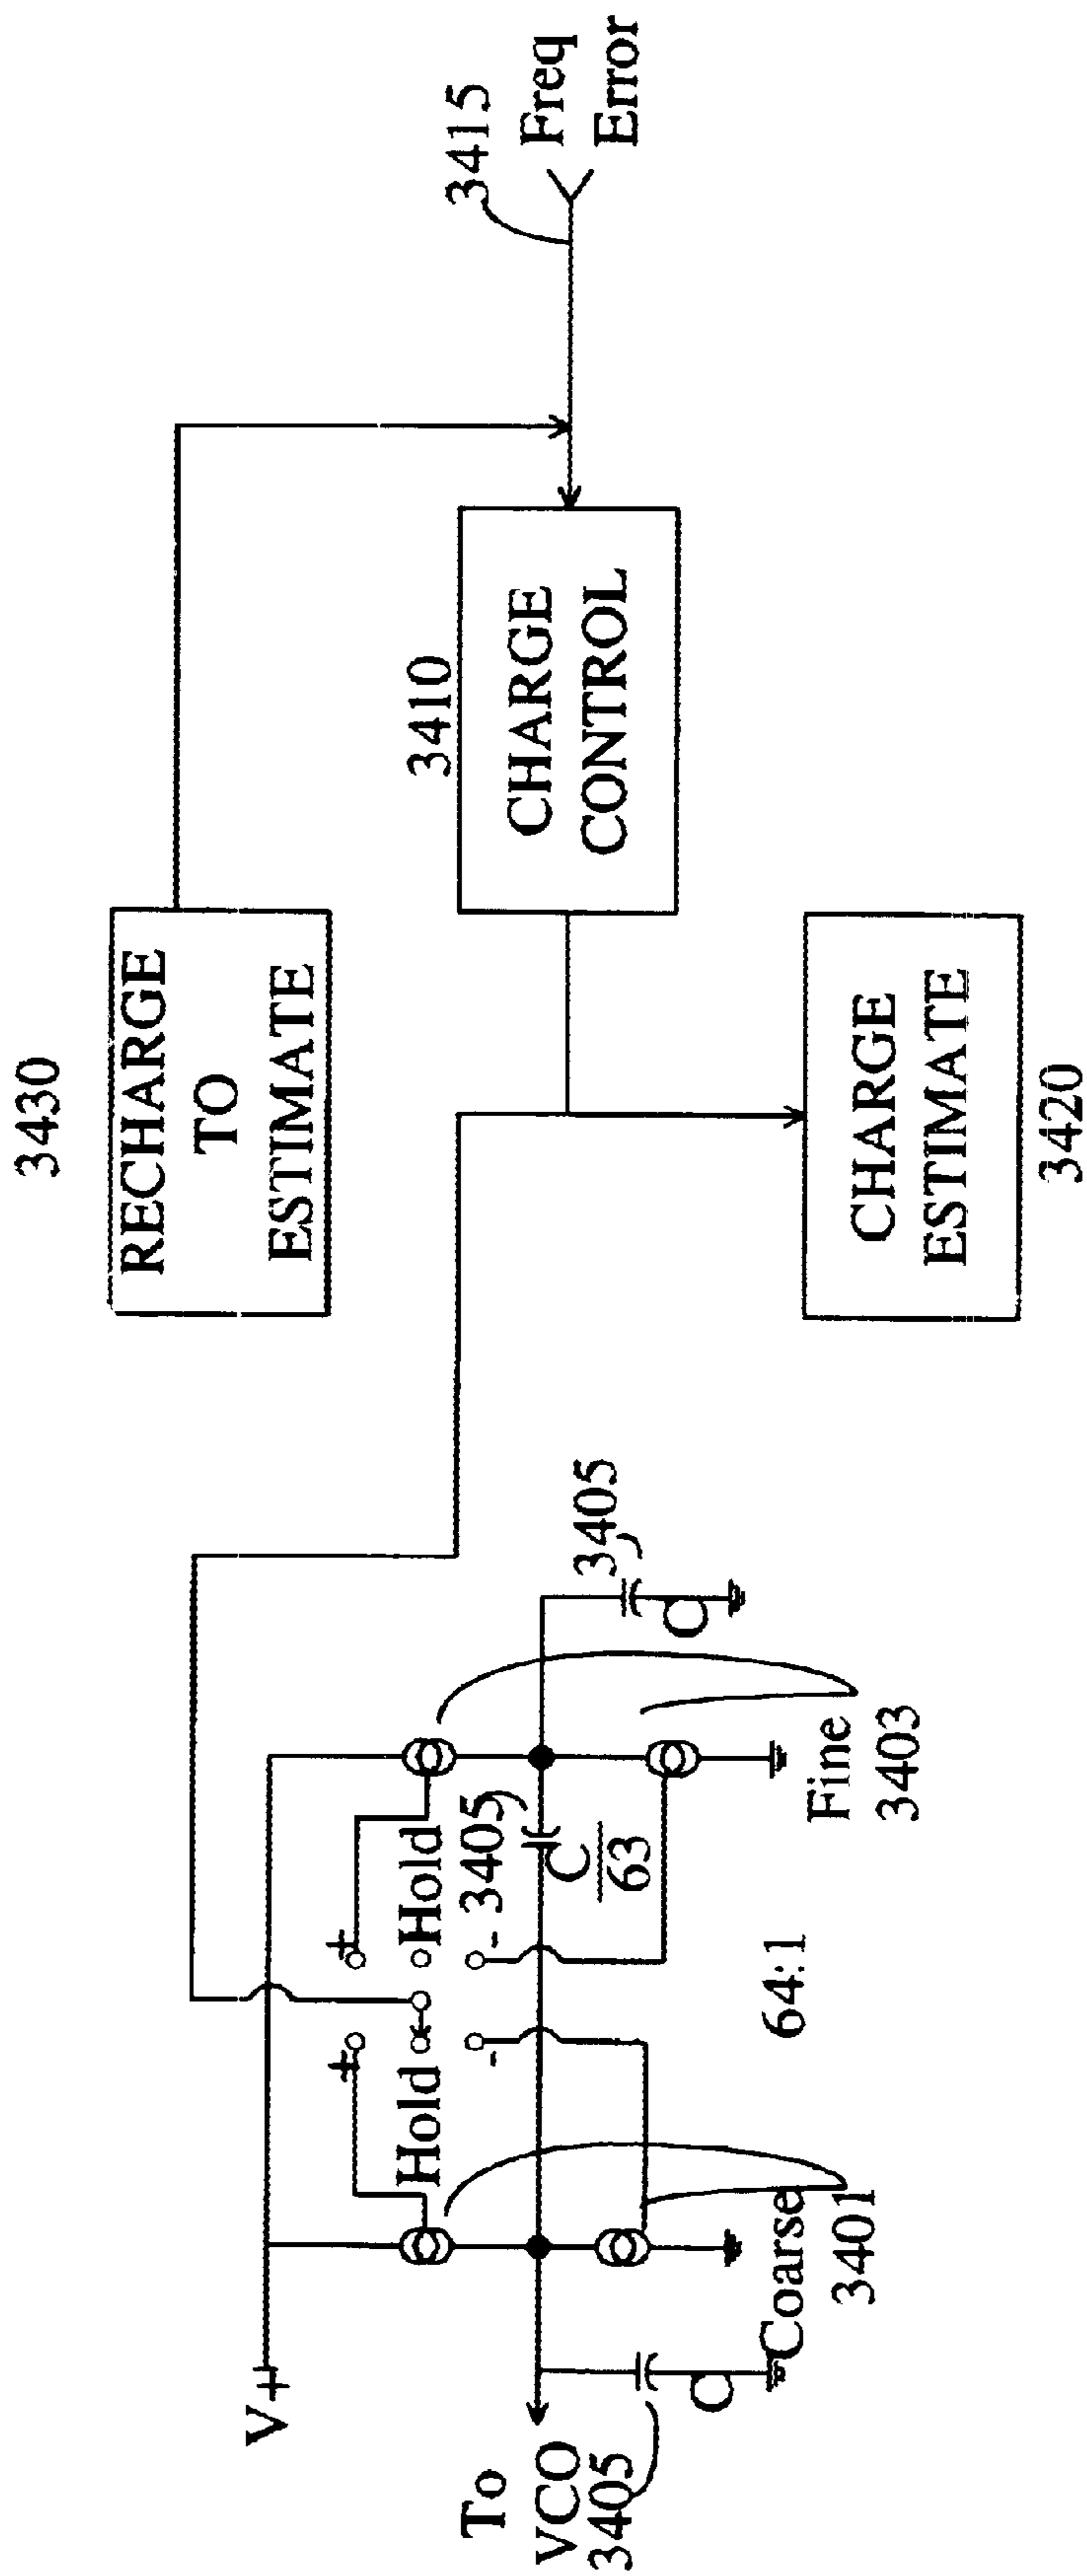 3430
RECHARGE
TO
ESTIMATE
3410
CHARGE
CONTROL
3415
Freq
Error
CHARGE
ESTIMATE
3420
V+
+
+
Hold
Hold
-
-
3405
C
63
3405
C
64:1
To
VCO
3405
C
Coarse
3401
Fine
3403